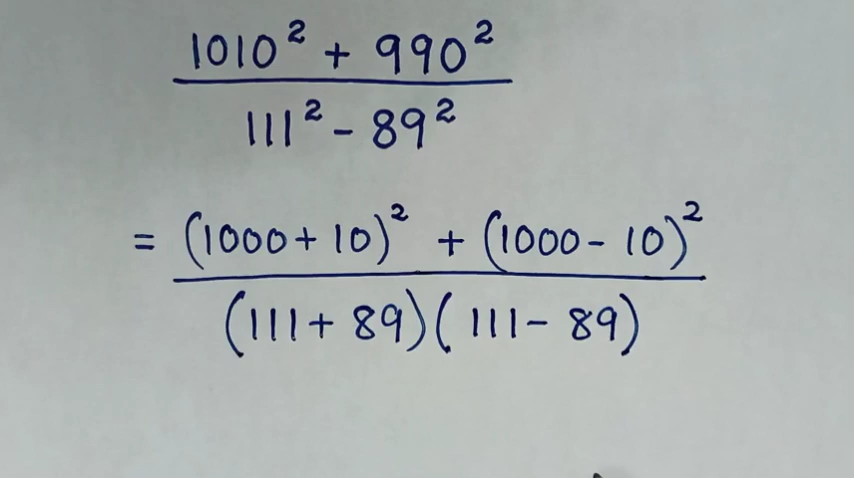 1010² + 990²
111² - 89²
= (1000 + 10)² + (1000 - 10)²
(111 + 89)(111 - 89)